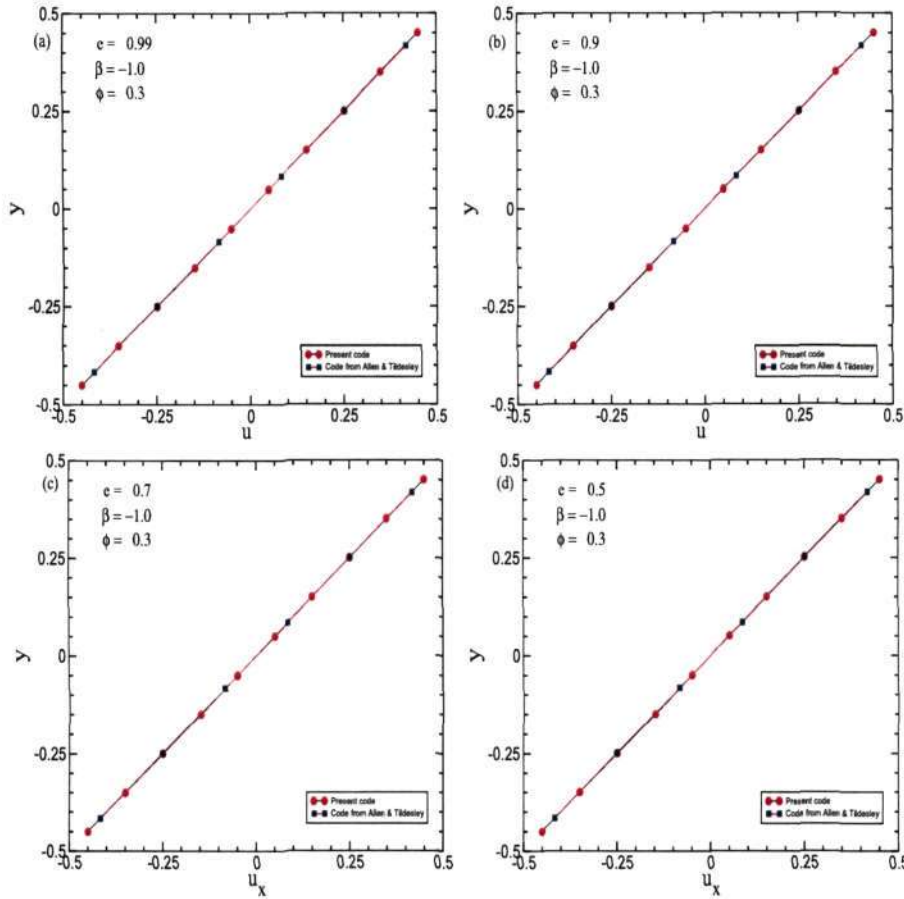 0.5
(a)
e = 0.99
β = −1.0
ϕ = 0.3
0.25
y
0
-0.25
Present code
Code from Allen & Tildesley
-0.5
-0.5 -0.25 0 0.25 0.5
u
0.5
(b)
e = 0.9
β = −1.0
ϕ = 0.3
0.25
y
0
-0.25
Present code
Code from Allen & Tildesley
-0.5
-0.5 -0.25 0 0.25 0.5
u
0.5
(c)
e = 0.7
β = −1.0
ϕ = 0.3
0.25
y
0
-0.25
Present code
Code from Allen & Tildesley
-0.5
-0.5 -0.25 0 0.25 0.5
u_x
0.5
(d)
e = 0.5
β = −1.0
ϕ = 0.3
0.25
y
0
-0.25
Present code
Code from Allen & Tildesley
-0.5
-0.5 -0.25 0 0.25 0.5
u_x